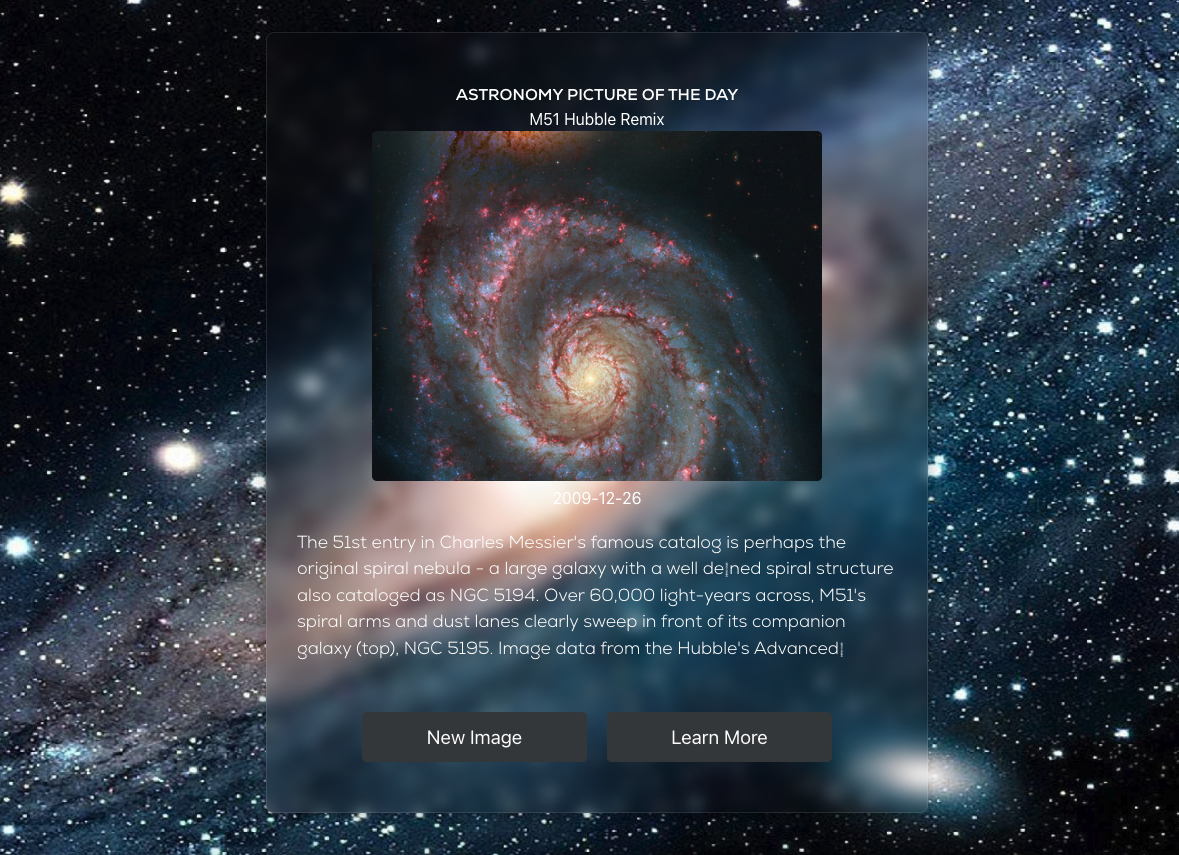 ASTRONOMY PICTURE OF THE DAY
M51 Hubble Remix
2009-12-26
The 51st entry in Charles Messier's famous catalog is perhaps the
original spiral nebula - a large galaxy with a well de¦ned spiral structure
also cataloged as NGC 5194. Over 60,000 light-years across, M51's
spiral arms and dust lanes clearly sweep in front of its companion
galaxy (top), NGC 5195. Image data from the Hubble's Advanced¦
New Image
Learn More